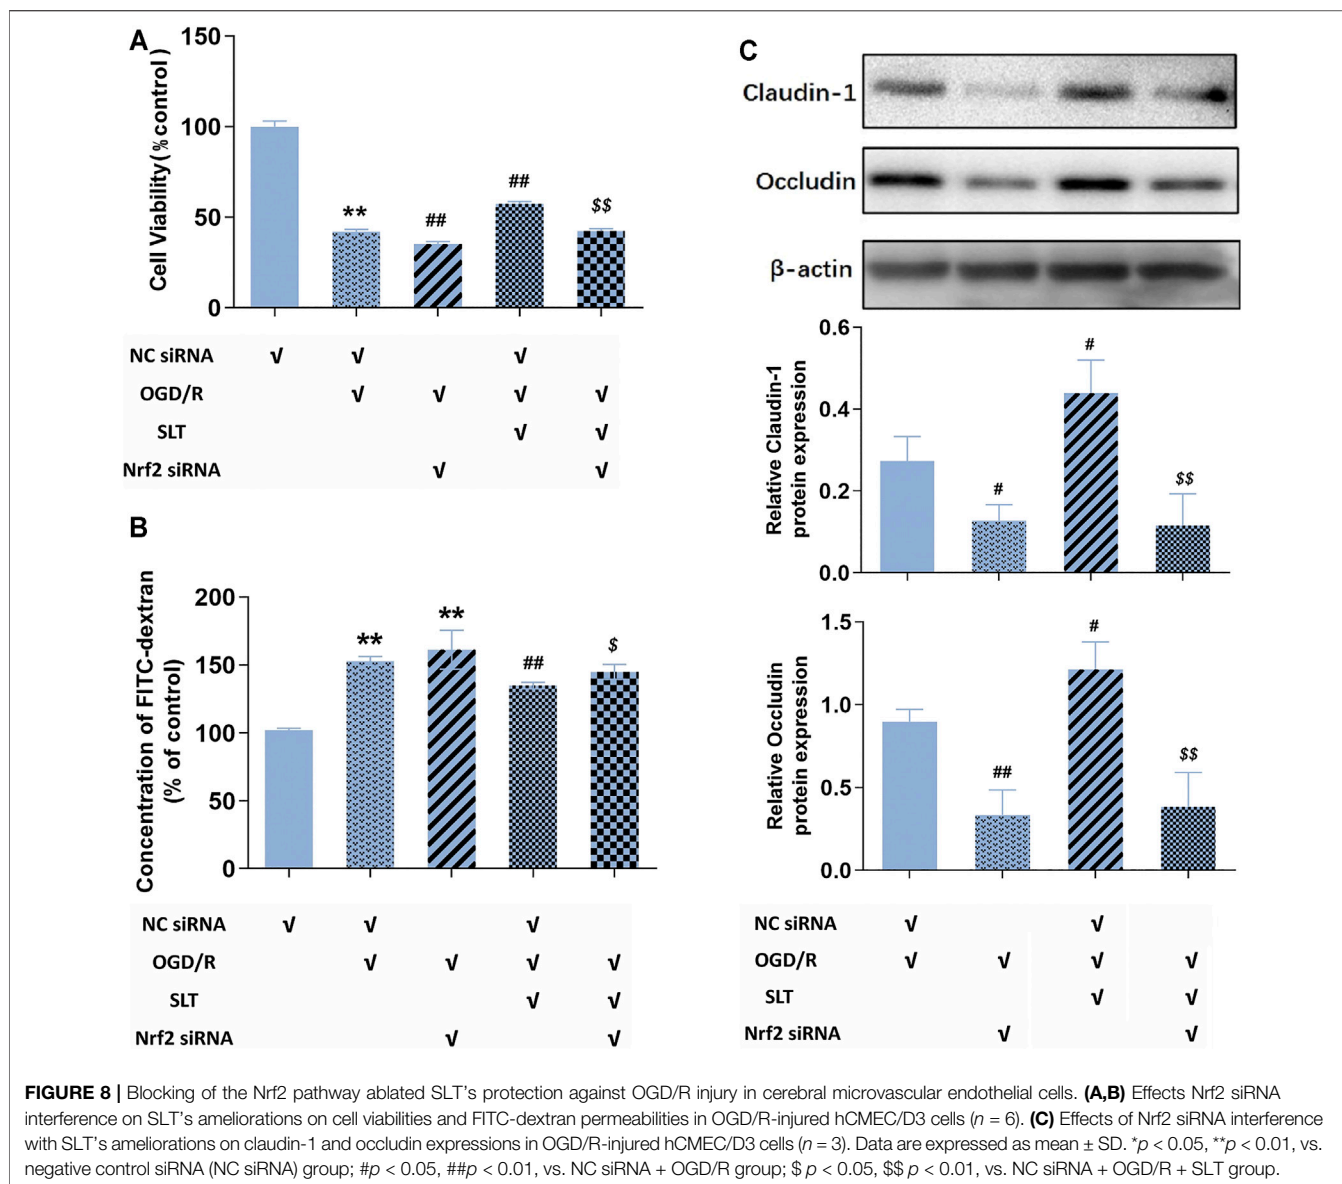 A
150
100
50
0
Cell Viability(%control)
**
##
##
$$
NC siRNA √ √ √
OGD/R √ √ √ √
SLT √ √
Nrf2 siRNA √ √
B
200
150
100
50
0
Concentration of FITC-dextran
(% of control)
**
**
##
$
NC siRNA √ √ √
OGD/R √ √ √ √
SLT √ √
Nrf2 siRNA √ √
C
Claudin-1
Occludin
β-actin
0.6
0.4
0.2
0.0
Relative Claudin-1
protein expression
#
#
$$
1.5
1.0
0.5
0.0
Relative Occludin
protein expression
##
#
$$
NC siRNA √ √
OGD/R √ √ √ √
SLT √ √
Nrf2 siRNA √ √
FIGURE 8 | Blocking of the Nrf2 pathway ablated SLT's protection against OGD/R injury in cerebral microvascular endothelial cells. (A,B) Effects Nrf2 siRNA
interference on SLT's ameliorations on cell viabilities and FITC-dextran permeabilities in OGD/R-injured hCMEC/D3 cells (n = 6). (C) Effects of Nrf2 siRNA interference
with SLT's ameliorations on claudin-1 and occludin expressions in OGD/R-injured hCMEC/D3 cells (n = 3). Data are expressed as mean ± SD. *p < 0.05, **p < 0.01, vs.
negative control siRNA (NC siRNA) group; #p < 0.05, ##p < 0.01, vs. NC siRNA + OGD/R group; $ p < 0.05, $$ p < 0.01, vs. NC siRNA + OGD/R + SLT group.